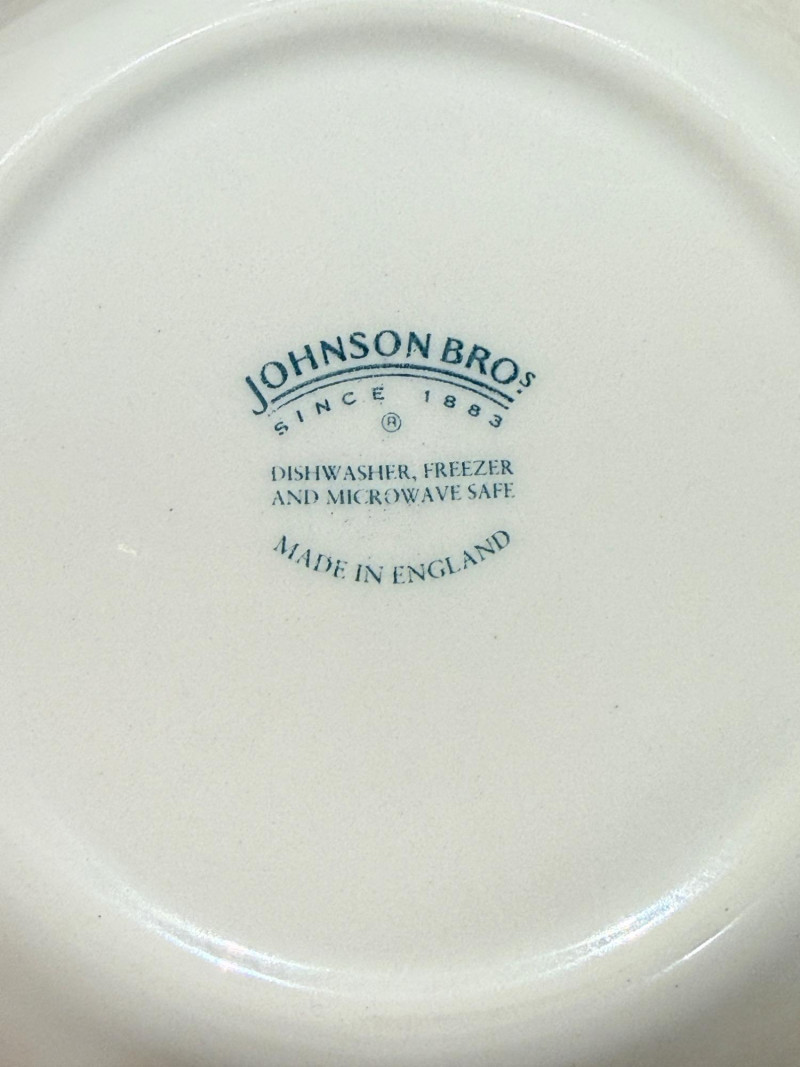 JOHNSON BROS.
SINCE 1883
®
DISHWASHER, FREEZER
AND MICROWAVE SAFE
MADE IN ENGLAND